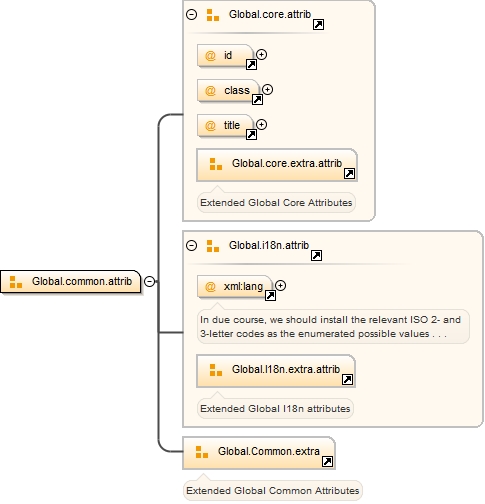 Global.core.attrib
@ id
@ class
@ title
Global.core.extra.attrib
Extended Global Core Attributes
Global.i18n.attrib
Global.common.attrib
@ xml:lang
In due course, we should install the relevant ISO 2- and
3-letter codes as the enumerated possible values . . .
Global.I18n.extra.attrib
Extended Global I18n attributes
Global.Common.extra
Extended Global Common Attributes